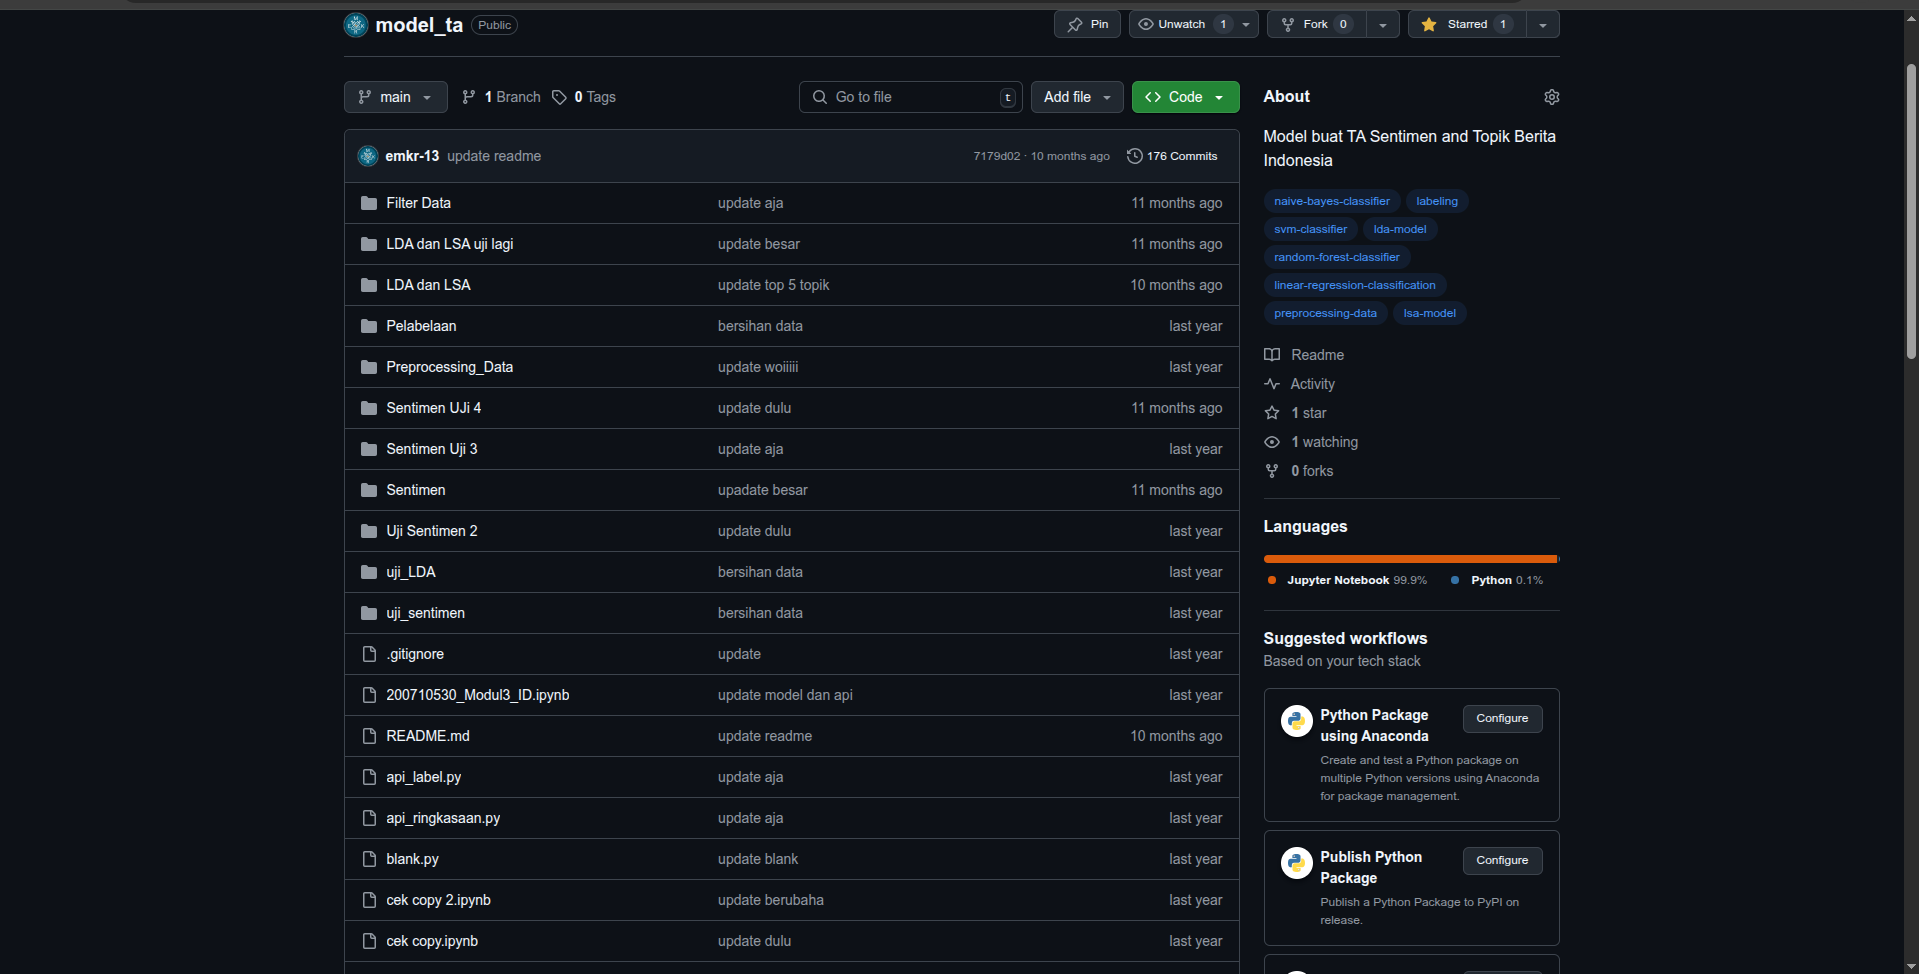 model_ta Public Pin Unwatch 1 Fork 0 Starred 1
main 1 Branch 0 Tags Go to file t Add file Code
emkr-13 update readme 7179d02 · 10 months ago 176 Commits
Filter Data update aja 11 months ago
LDA dan LSA uji lagi update besar 11 months ago
LDA dan LSA update top 5 topik 10 months ago
Pelabelaan bersihan data last year
Preprocessing_Data update woiiiii last year
Sentimen UJi 4 update dulu 11 months ago
Sentimen Uji 3 update aja last year
Sentimen upadate besar 11 months ago
Uji Sentimen 2 update dulu last year
uji_LDA bersihan data last year
uji_sentimen bersihan data last year
.gitignore update last year
200710530_Modul3_ID.ipynb update model dan api last year
README.md update readme 10 months ago
api_label.py update aja last year
api_ringkasaan.py update aja last year
blank.py update blank last year
cek copy 2.ipynb update berubaha last year
cek copy.ipynb update dulu last year
About
Model buat TA Sentimen and Topik Berita
Indonesia
naive-bayes-classifier labeling
svm-classifier lda-model
random-forest-classifier
linear-regression-classification
preprocessing-data lsa-model
Readme
Activity
1 star
1 watching
0 forks
Languages
Jupyter Notebook 99.9% Python 0.1%
Suggested workflows
Based on your tech stack
Python Package
using Anaconda
Configure
Create and test a Python package on
multiple Python versions using Anaconda
for package management.
Publish Python
Package
Configure
Publish a Python Package to PyPI on
release.